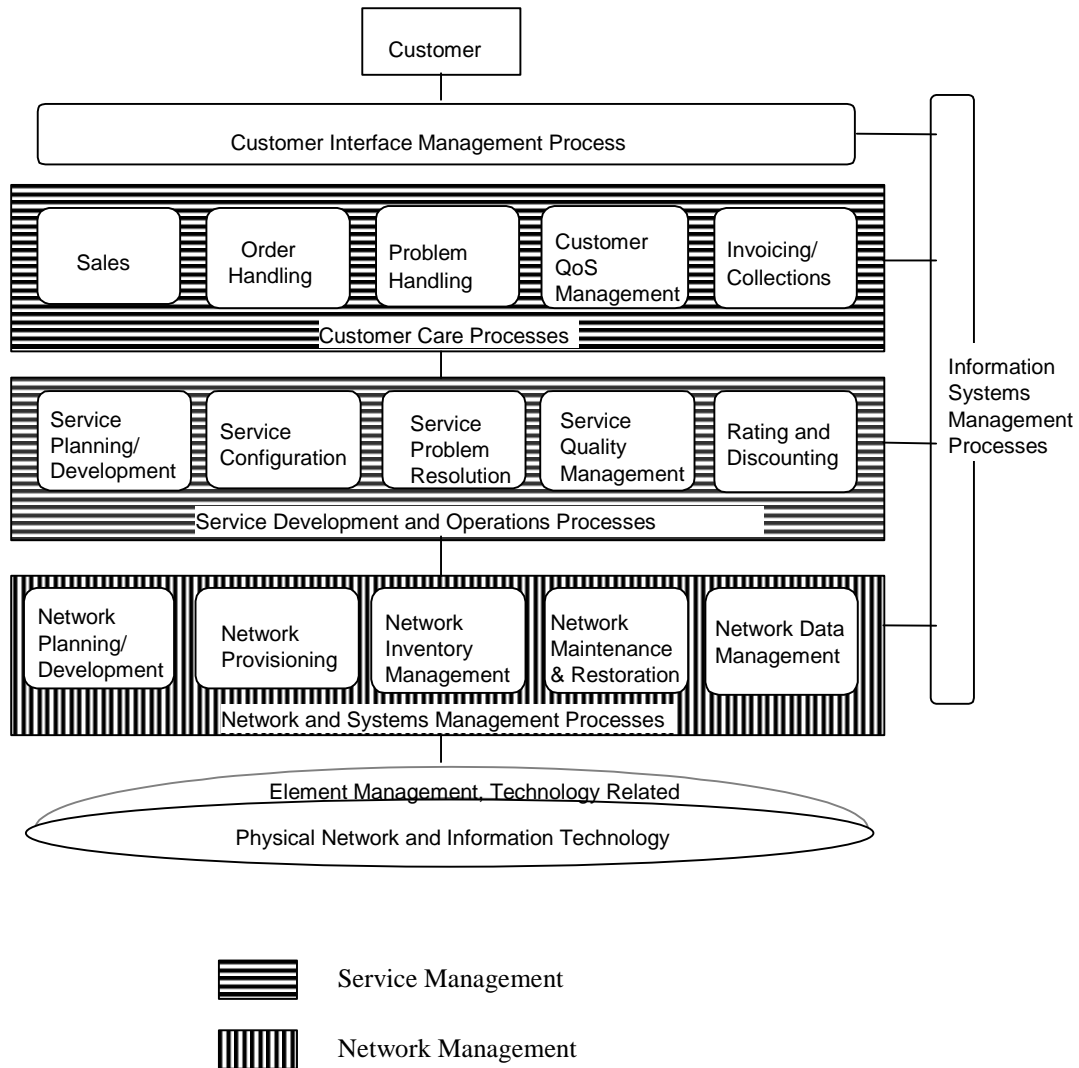 Customer
Customer Interface Management Process
Sales
Order
Handling
Problem
Handling
Customer
QoS
Management
Invoicing/
Collections
Customer Care Processes
Information
Systems
Management
Processes
Service
Planning/
Development
Service
Configuration
Service
Problem
Resolution
Service
Quality
Management
Rating and
Discounting
Service Development and Operations Processes
Network
Planning/
Development
Network
Provisioning
Network
Inventory
Management
Network
Maintenance
& Restoration
Network Data
Management
Network and Systems Management Processes
Element Management, Technology Related
Physical Network and Information Technology
Service Management
Network Management